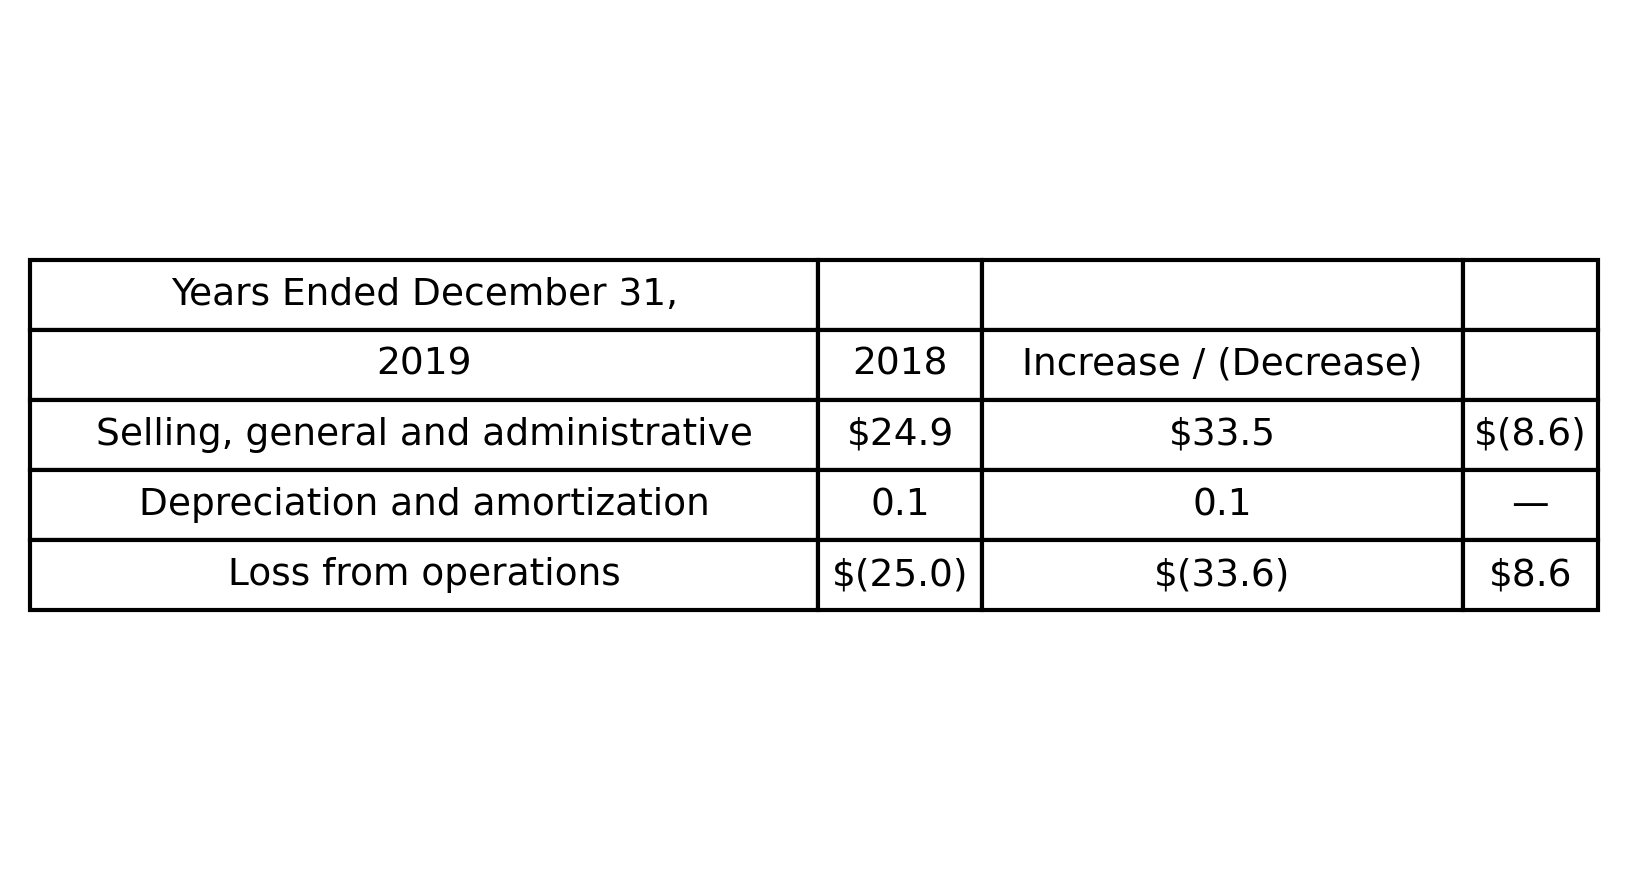 Years Ended December 31,
2019 2018 Increase / (Decrease)
Selling, general and administrative $24.9 $33.5 $(8.6)
Depreciation and amortization 0.1 0.1 —
Loss from operations $(25.0) $(33.6) $8.6